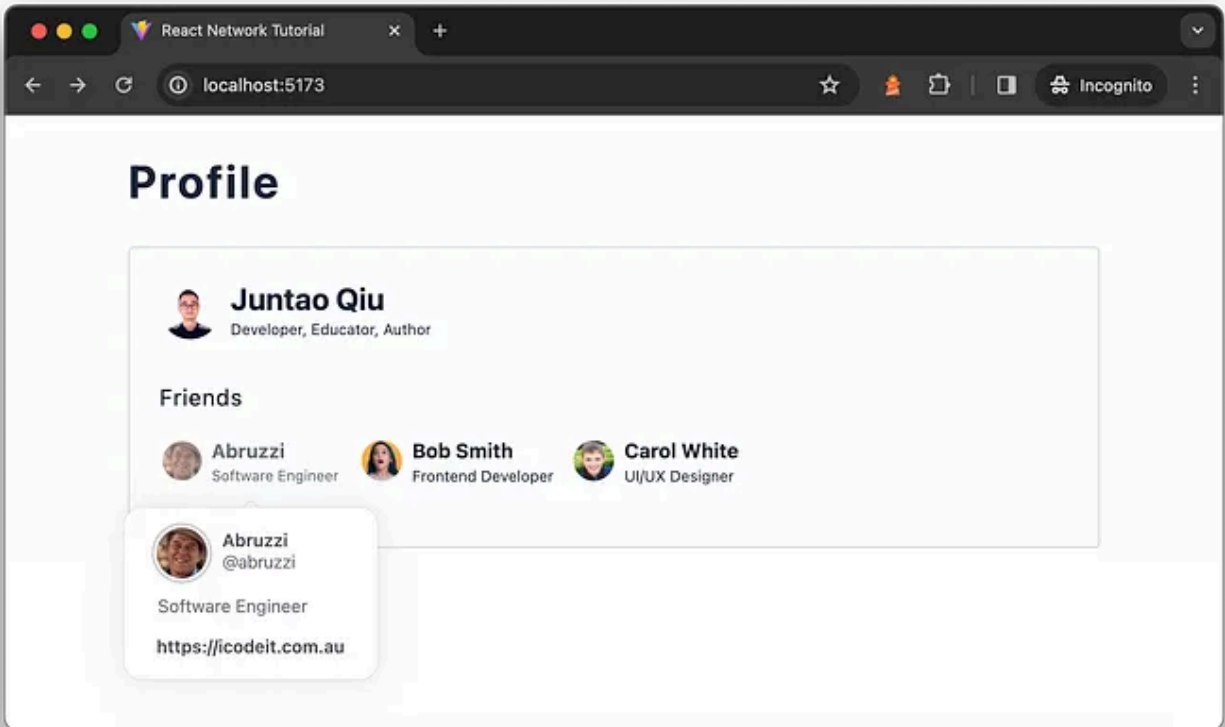 React Network Tutorial
localhost:5173
Incognito
Profile
Juntao Qiu
Developer, Educator, Author
Friends
Abruzzi
Software Engineer
Bob Smith
Frontend Developer
Carol White
UI/UX Designer
Abruzzi
@abruzzi
Software Engineer
https://icodeit.com.au